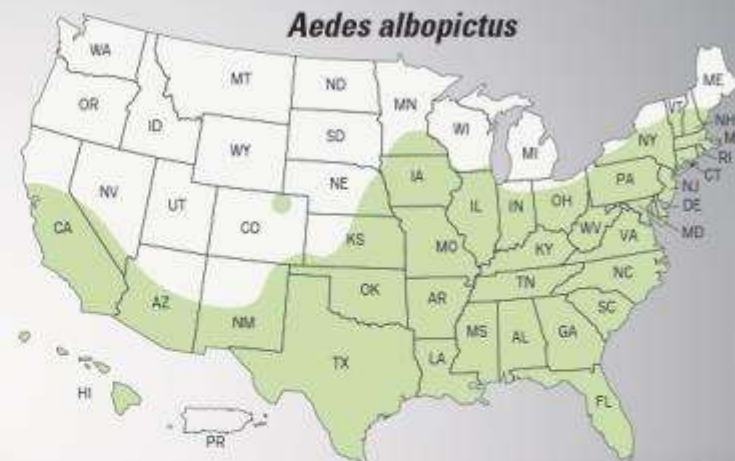 Aedes albopictus
WA
MT
ND
MN
ME
OR
ID
SD
WI
MI
VT
NH
NY
WY
NE
IA
PA
RI
CT
NV
UT
CO
IL
IN
OH
NJ
DE
MD
CA
KS
MO
WV
VA
KY
AZ
NM
OK
AR
TN
NC
SC
MS
AL
GA
TX
LA
FL
HI
PR